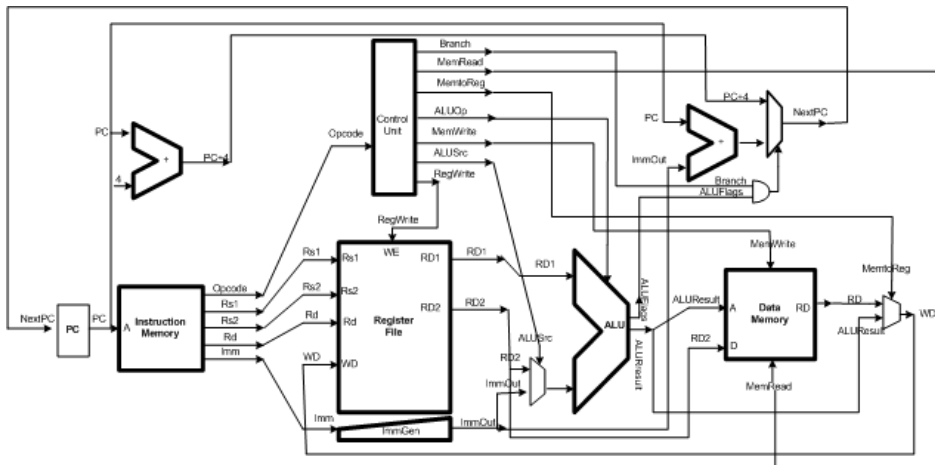 Branch
MemRead
MemtoReg
ALUOp
MemWrite
ALUSrc
RegWrite
Control
Unit
Opcode
PC
4
+
PC+4
PC
ImmOut
+
PC+4
NextPC
Branch
ALUFlags
RegWrite
WE
Rs1
Rs2
Rd
WD
RD1
RD2
Register
File
NextPC
PC
PC
A
Instruction
Memory
Opcode
Rs1
Rs2
Rd
Imm
Rs1
Rs2
Rd
WD
Imm
ImmGen
ImmOut
RD1
RD2
RD1
ALUSrc
RD2
ImmOut
ALU
ALUFlags
ALURresult
ALUResult
RD2
MemWrite
A
D
Data
Memory
RD
MemRead
RD
MemtoReg
ALUResult
WD